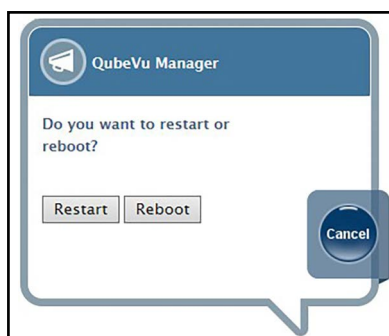 QubeVu Manager
Do you want to restart or
reboot?
Restart Reboot
Cancel